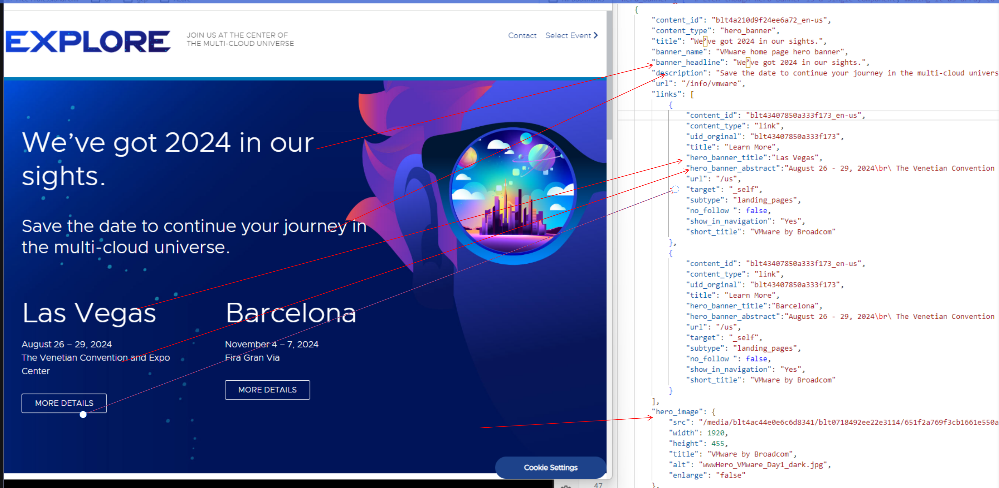 EXPLORE
JOIN US AT THE CENTER OF
THE MULTI-CLOUD UNIVERSE
Contact Select Event
We’ve got 2024 in our
sights.
Save the date to continue your journey in
the multi-cloud universe.
Las Vegas
August 26 – 29, 2024
The Venetian Convention and Expo
Center
MORE DETAILS
Barcelona
November 4 – 7, 2024
Fira Gran Via
MORE DETAILS
Cookie Settings
{
"content_id": "blt4a210d9f24ee6a72_en-us",
"content_type": "hero_banner",
"title": "We’ve got 2024 in our sights.",
"banner_name": "VMware home page hero banner",
"banner_headline": "We’ve got 2024 in our sights.",
"description": "Save the date to continue your journey in the multi-cloud univers
"url": "/info/vmware",
"links": [
{
"content_id": "blt43407850a333f173_en-us",
"content_type": "link",
"uid_orginal": "blt43407850a333f173",
"title": "Learn More",
"hero_banner_title":"Las Vegas",
"hero_banner_abstract":"August 26 - 29, 2024\br\ The Venetian Convention
"url": "/us",
"target": "_self",
"subtype": "landing_pages",
"no_follow ": false,
"show_in_navigation": "Yes",
"short_title": "VMware by Broadcom"
},
{
"content_id": "blt43407850a333f173_en-us",
"content_type": "link",
"uid_orginal": "blt43407850a333f173",
"title": "Learn More",
"hero_banner_title":"Barcelona",
"hero_banner_abstract":"August 26 - 29, 2024\br\ The Venetian Convention
"url": "/us",
"target": "_self",
"subtype": "landing_pages",
"no_follow ": false,
"show_in_navigation": "Yes",
"short_title": "VMware by Broadcom"
}
],
"hero_image": {
"src": "/media/blt4ac44e0e6c6d8341/blt0718492ee22e3114/651f2a769f3cb1661e550a
"width": 1920,
"height": 455,
"title": "VMware by Broadcom",
"alt": "wwwHero_VMware_Day1_dark.jpg",
"enlarge": "false"
},
47